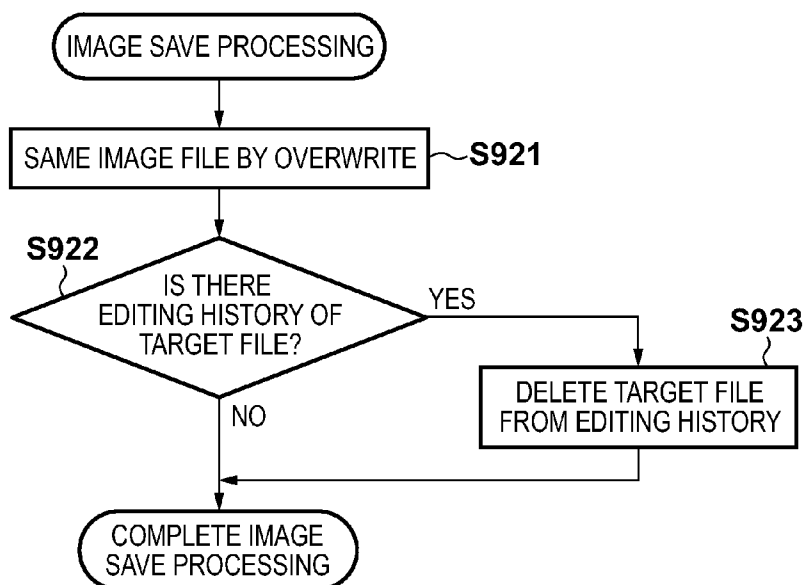 IMAGE SAVE PROCESSING
SAME IMAGE FILE BY OVERWRITE
S921
S922
IS THERE
EDITING HISTORY OF
TARGET FILE?
YES
NO
S923
DELETE TARGET FILE
FROM EDITING HISTORY
COMPLETE IMAGE
SAVE PROCESSING